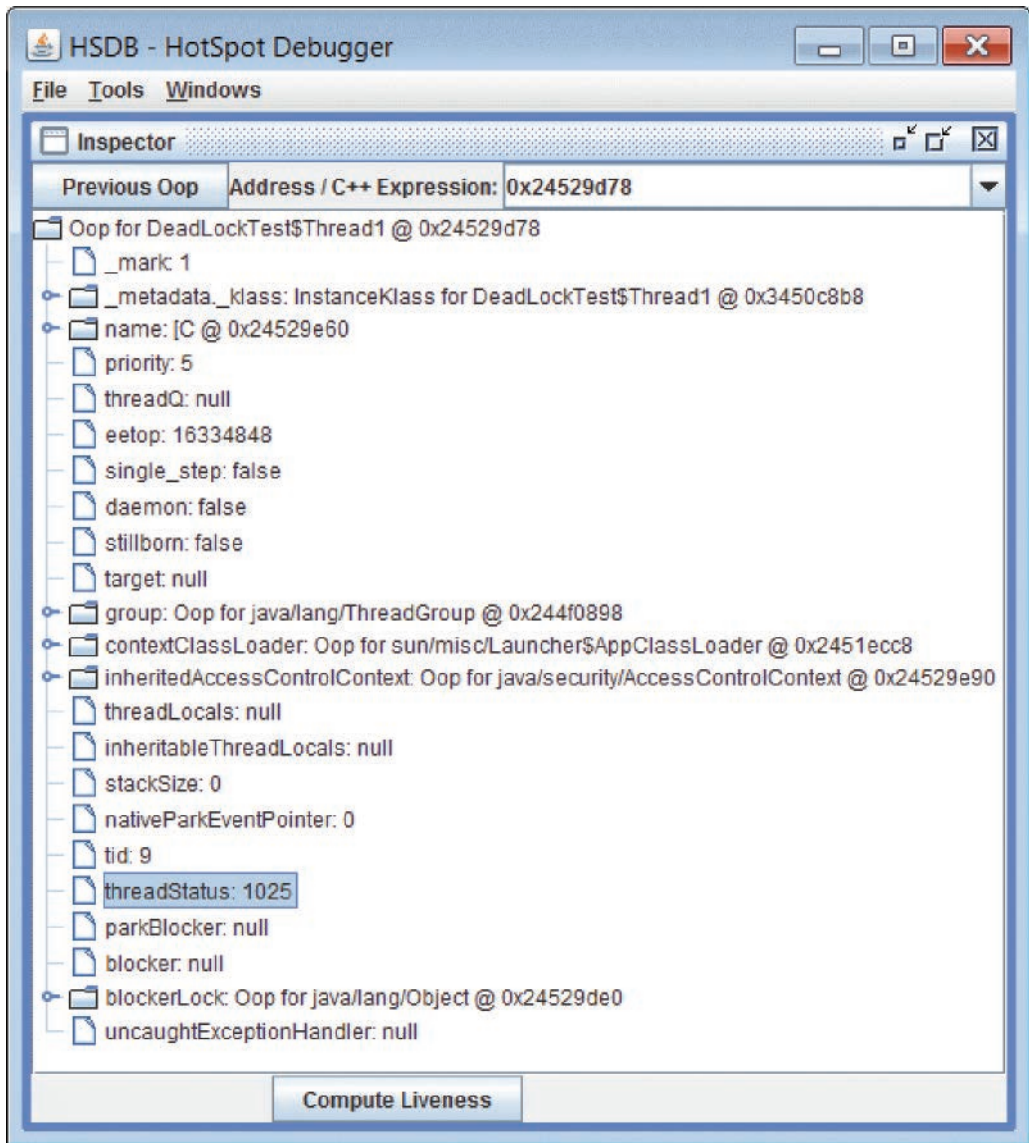 HSDB - HotSpot Debugger
File Tools Windows
Inspector
Previous Oop Address / C++ Expression: 0x24529d78
Oop for DeadLockTest$Thread1 @ 0x24529d78
_mark: 1
_metadata._klass: InstanceKlass for DeadLockTest$Thread1 @ 0x3450c8b8
name: [C @ 0x24529e60
priority: 5
threadQ: null
eetop: 16334848
single_step: false
daemon: false
stillborn: false
target: null
group: Oop for java/lang/ThreadGroup @ 0x244f0898
contextClassLoader: Oop for sun/misc/Launcher$AppClassLoader @ 0x2451ecc8
inheritedAccessControlContext: Oop for java/security/AccessControlContext @ 0x24529e90
threadLocals: null
inheritableThreadLocals: null
stackSize: 0
nativeParkEventPointer: 0
tid: 9
threadStatus: 1025
parkBlocker: null
blocker: null
blockerLock: Oop for java/lang/Object @ 0x24529de0
uncaughtExceptionHandler: null
Compute Liveness